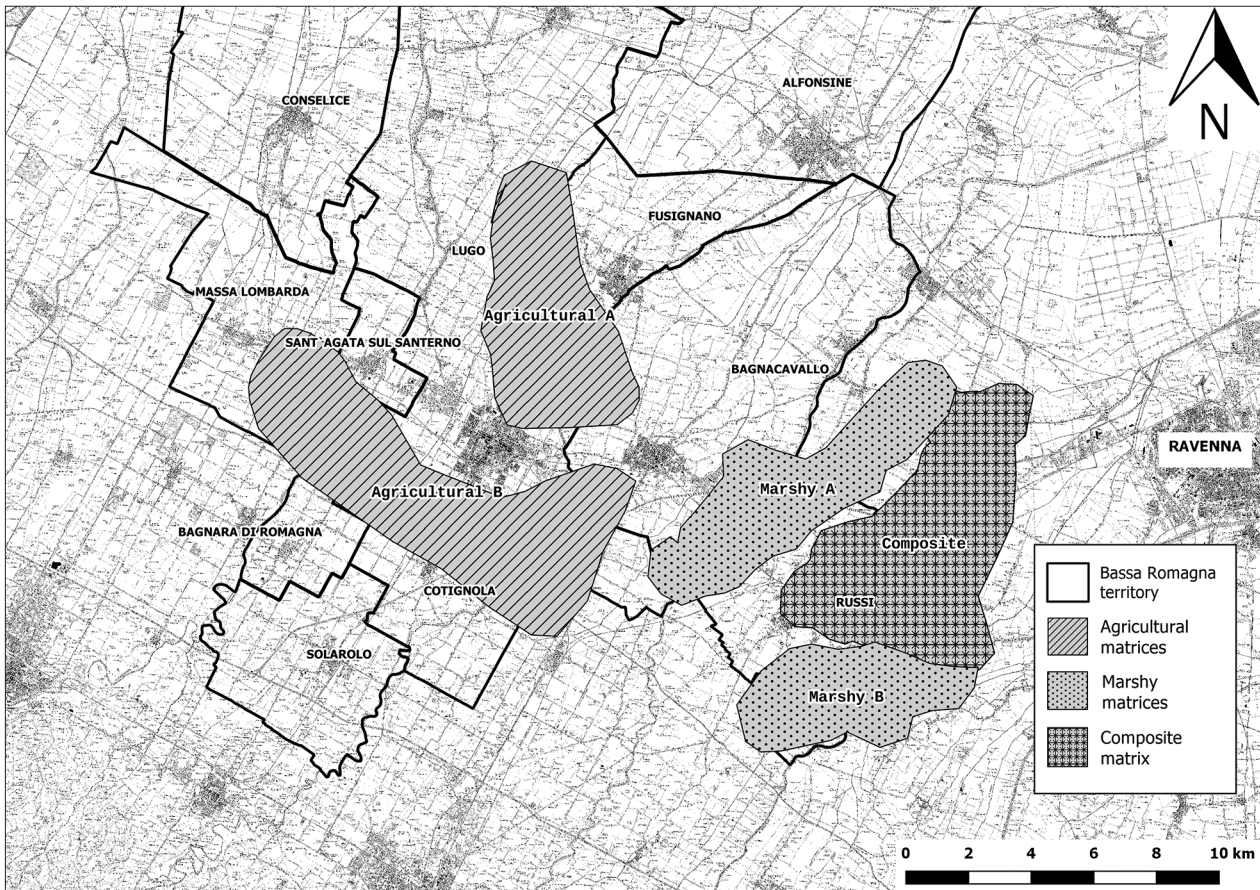 ALFONSINE
CONSELICE
N
FUSIGNANO
LUGO
MASSA LOMBARDA
Agricultural A
SANT`AGATA SUL SANTERNO
BAGNACAVALLO
RAVENNA
Agricultural B
Marshy A
BAGNARA DI ROMAGNA
Composite
COTIGNOLA
RUSSI
SOLAROLO
Marshy B
Bassa Romagna
territory
Agricultural
matrices
Marshy
matrices
Composite
matrix
0 2 4 6 8 10 km